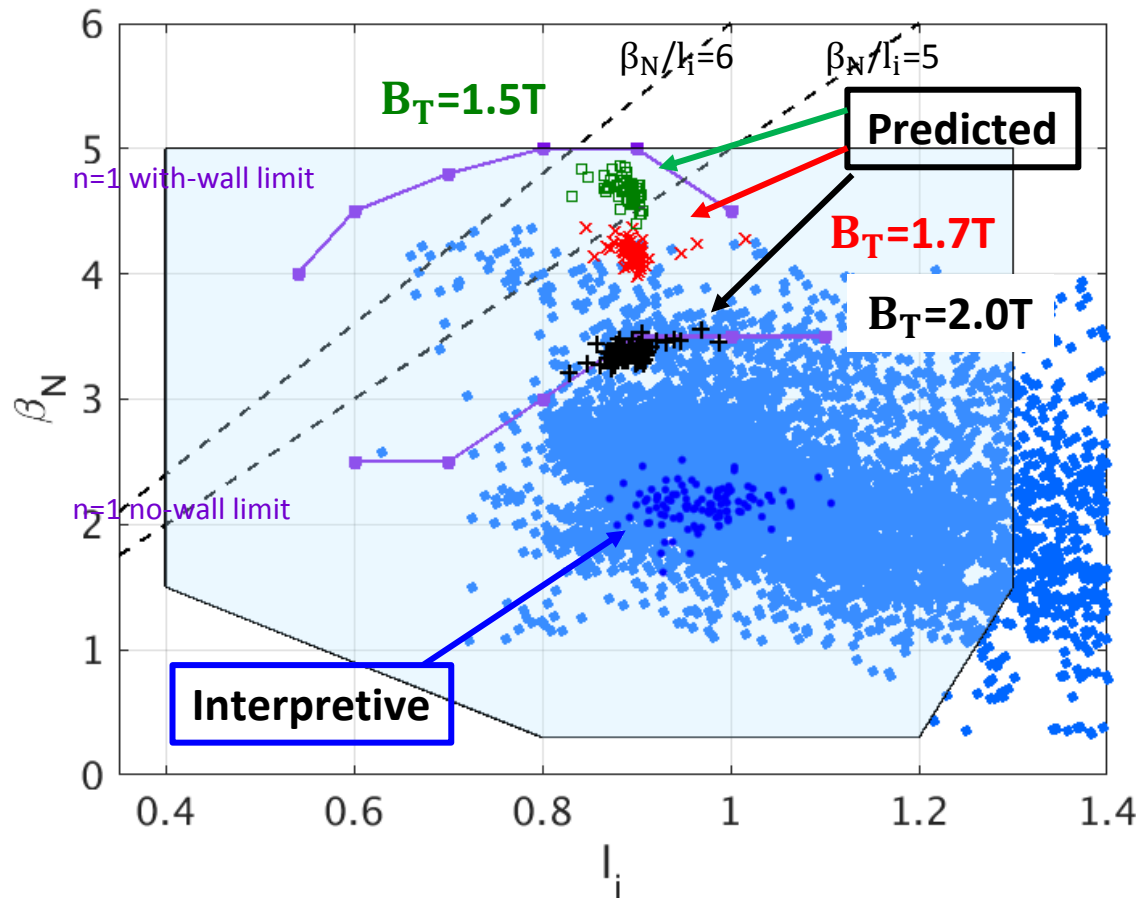 6
5
4
3
2
1
0
β_N
β_N/l_i=6
β_N/l_i=5
B_T=1.5T
Predicted
n=1 with-wall limit
B_T=1.7T
B_T=2.0T
n=1 no-wall limit
Interpretive
0.4
0.6
0.8
1
1.2
1.4
l_i